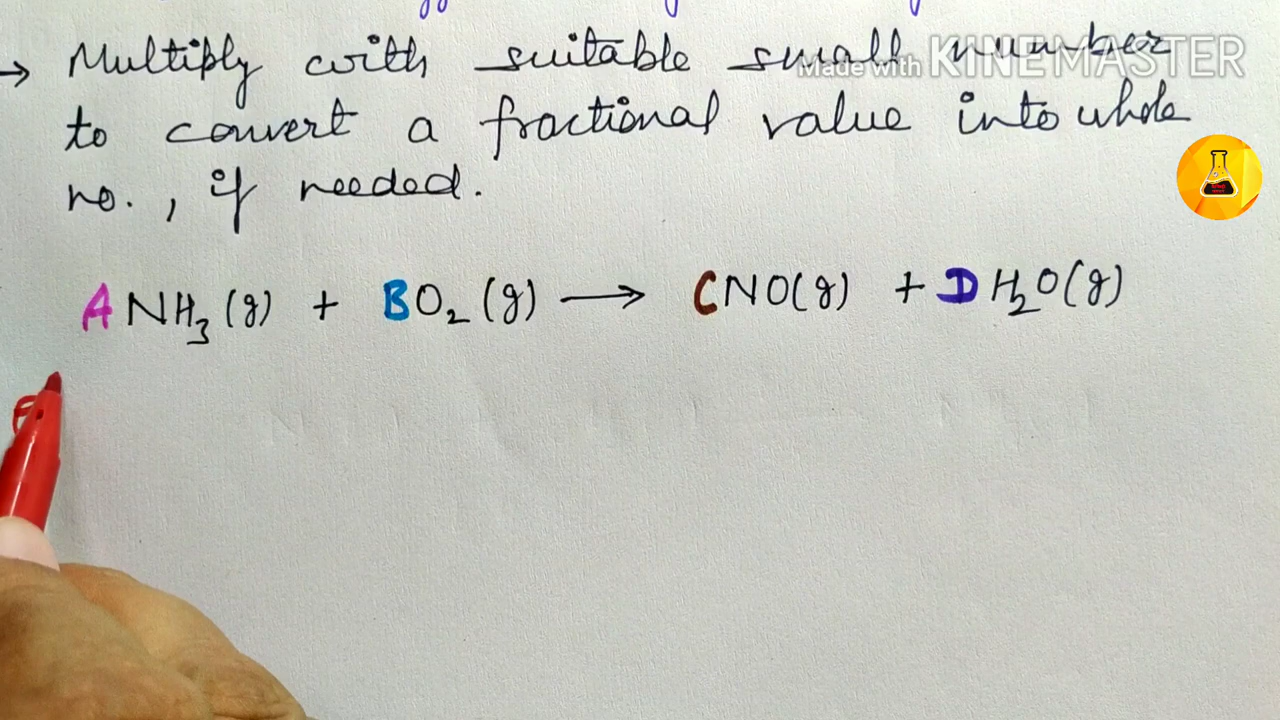 → Multiply with suitable small number
Made with KINEMASTER
to convert a fractional value into whole
no., if needed.
A NH₃ (g) + B O₂ (g) ⟶ C NO(g) + D H₂O(g)